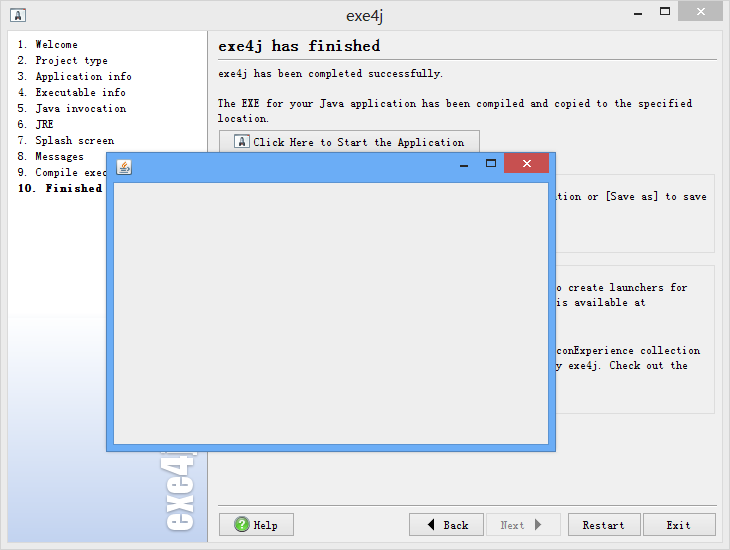 exe4j
1. Welcome
2. Project type
3. Application info
4. Executable info
5. Java invocation
6. JRE
7. Splash screen
8. Messages
9. Compile exec
10. Finished
exe4j has finished
exe4j has been completed successfully.
The EXE for your Java application has been compiled and copied to the specified
location.
Click Here to Start the Application
or [Save as] to save
create launchers for
is available at
collection
exe4j. Check out the
exe4j
Help
Back
Next
Restart
Exit